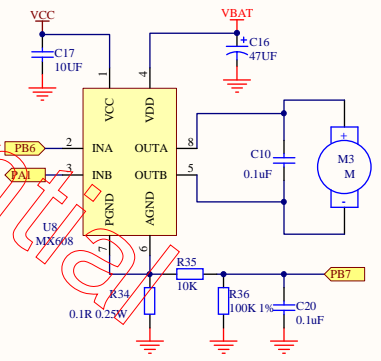 VCC
VBAT
C17
10UF
C16
47UF
1
4
VCC
VDD
PB6
2
INA
OUTA
8
PA1
3
INB
OUTB
5
C10
0.1uF
M3
M
PGND
AGND
U8
MX608
7
6
R35
10K
PB7
R34
0.1R 0.25W
R36
100K 1%
C20
0.1uF